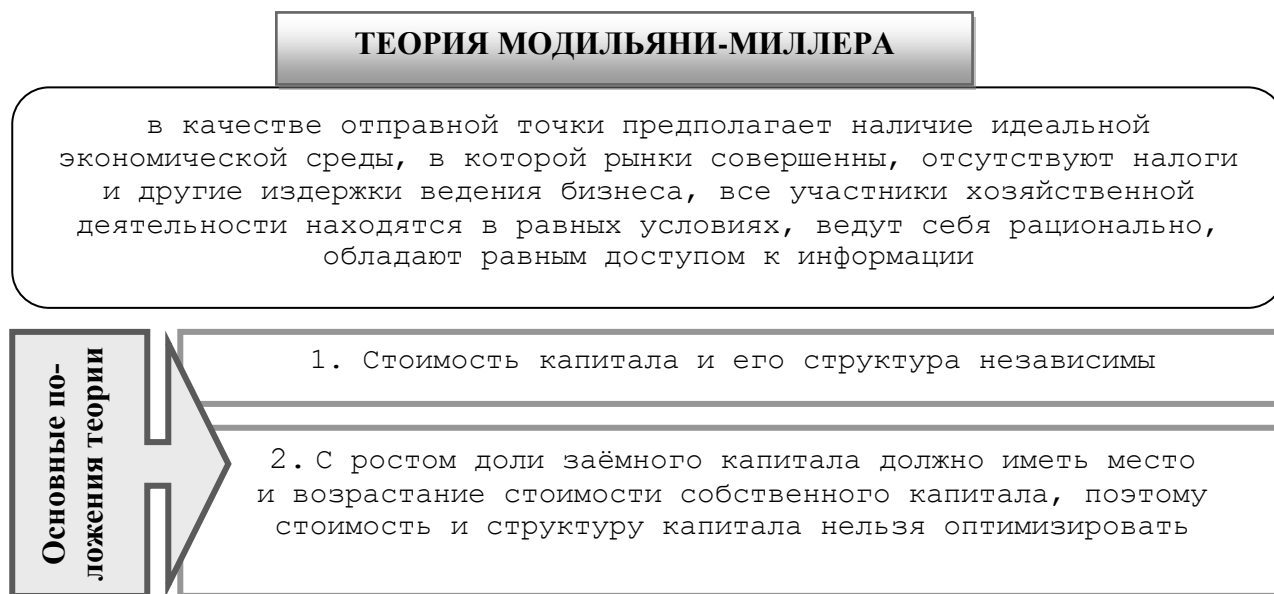 ТЕОРИЯ МОДИЛЬЯНИ-МИЛЛЕРА
в качестве отправной точки предполагает наличие идеальной
экономической среды, в которой рынки совершенны, отсутствуют налоги
и другие издержки ведения бизнеса, все участники хозяйственной
деятельности находятся в равных условиях, ведут себя рационально,
обладают равным доступом к информации
Основные по-
ложения теории
1. Стоимость капитала и его структура независимы
2. С ростом доли заёмного капитала должно иметь место
и возрастание стоимости собственного капитала, поэтому
стоимость и структуру капитала нельзя оптимизировать